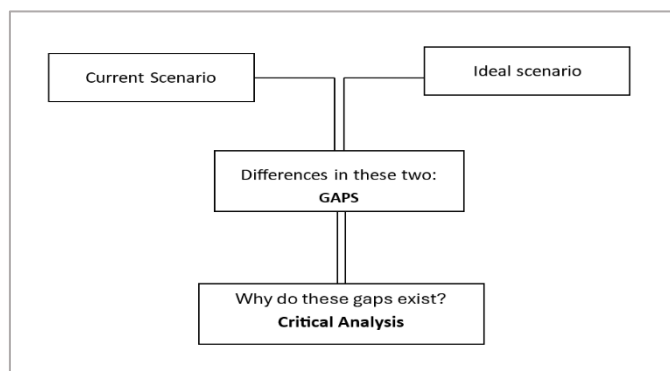 Current Scenario
Ideal scenario
Differences in these two:
GAPS
Why do these gaps exist?
Critical Analysis